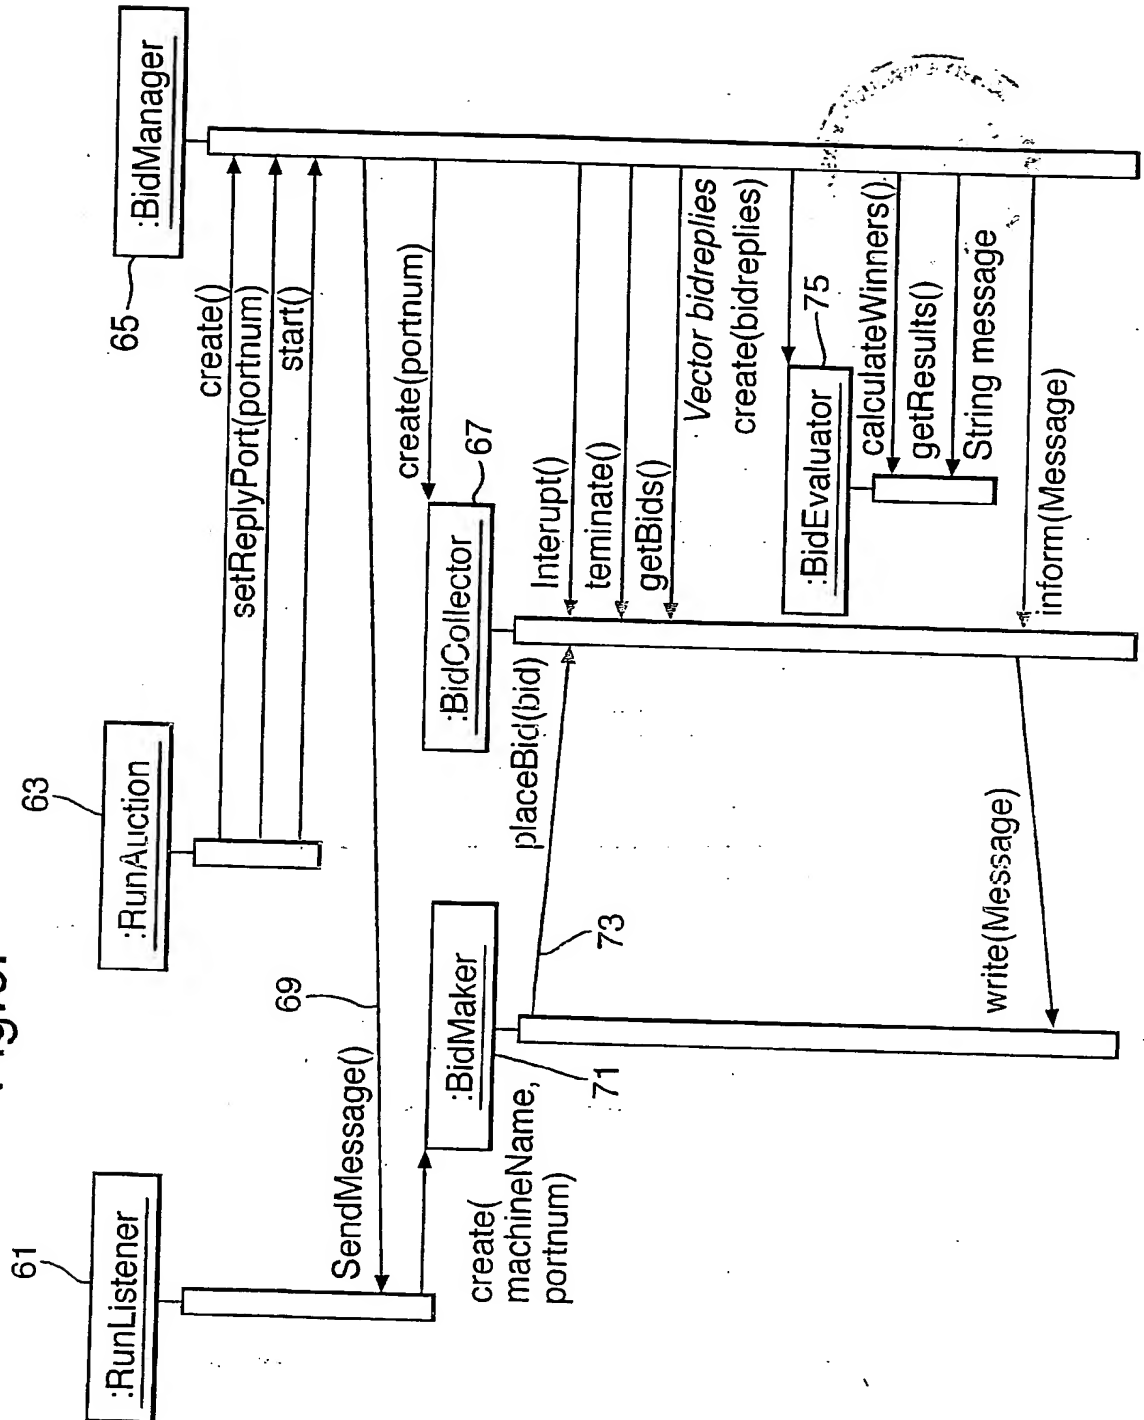 :RunListener
61
:RunAuction
63
:BidManager
65
create()
setReplyPort(portnum)
start()
SendMessage()
69
create(portnum)
:BidCollector
67
create(
machineName,
portnum)
:BidMaker
71
73
placeBid(bid)
Interupt()
teminate()
getBids()
Vector bidreplies
create(bidreplies)
:BidEvaluator
75
calculateWinners()
getResults()
String message
inform(Message)
write(Message)